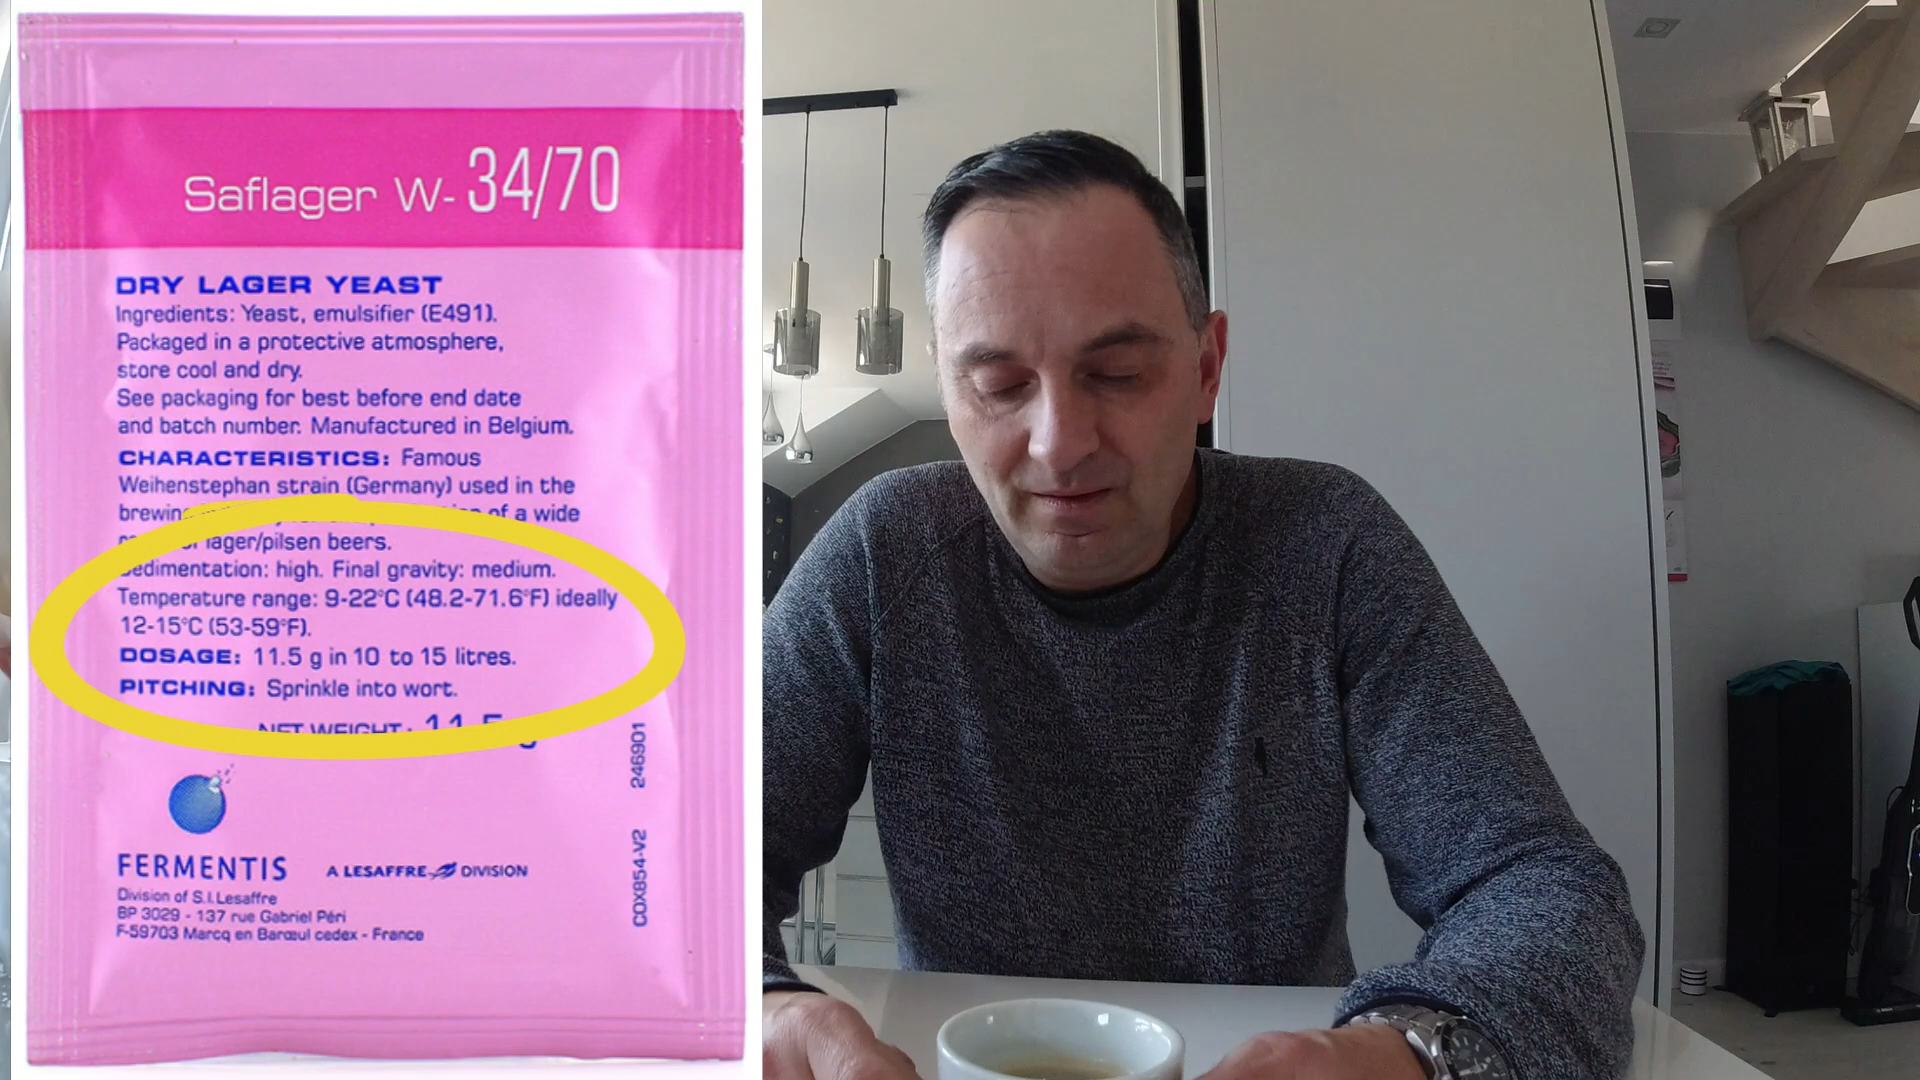 Saflager W-34/70
DRY LAGER YEAST
Ingredients: Yeast, emulsifier (E491).
Packaged in a protective atmosphere,
store cool and dry.
See packaging for best before end date
and batch number. Manufactured in Belgium.
CHARACTERISTICS: Famous
Weihenstephan strain (Germany) used in the
of a wide
lager/pilsen beers.
Sedimentation: high. Final gravity: medium.
Temperature range: 9-22°C (48.2-71.6°F) ideally
12-15°C (53-59°F).
DOSAGE: 11.5 g in 10 to 15 litres.
PITCHING: Sprinkle into wort.
NET WEIGHT: 11.5 g
246901
COX854-V2
FERMENTIS
A LESAFFRE DIVISION
Division of S.I.Lesaffre
BP 3029 - 137 rue Gabriel Péri
F-59703 Marcq en Barœul cedex - France